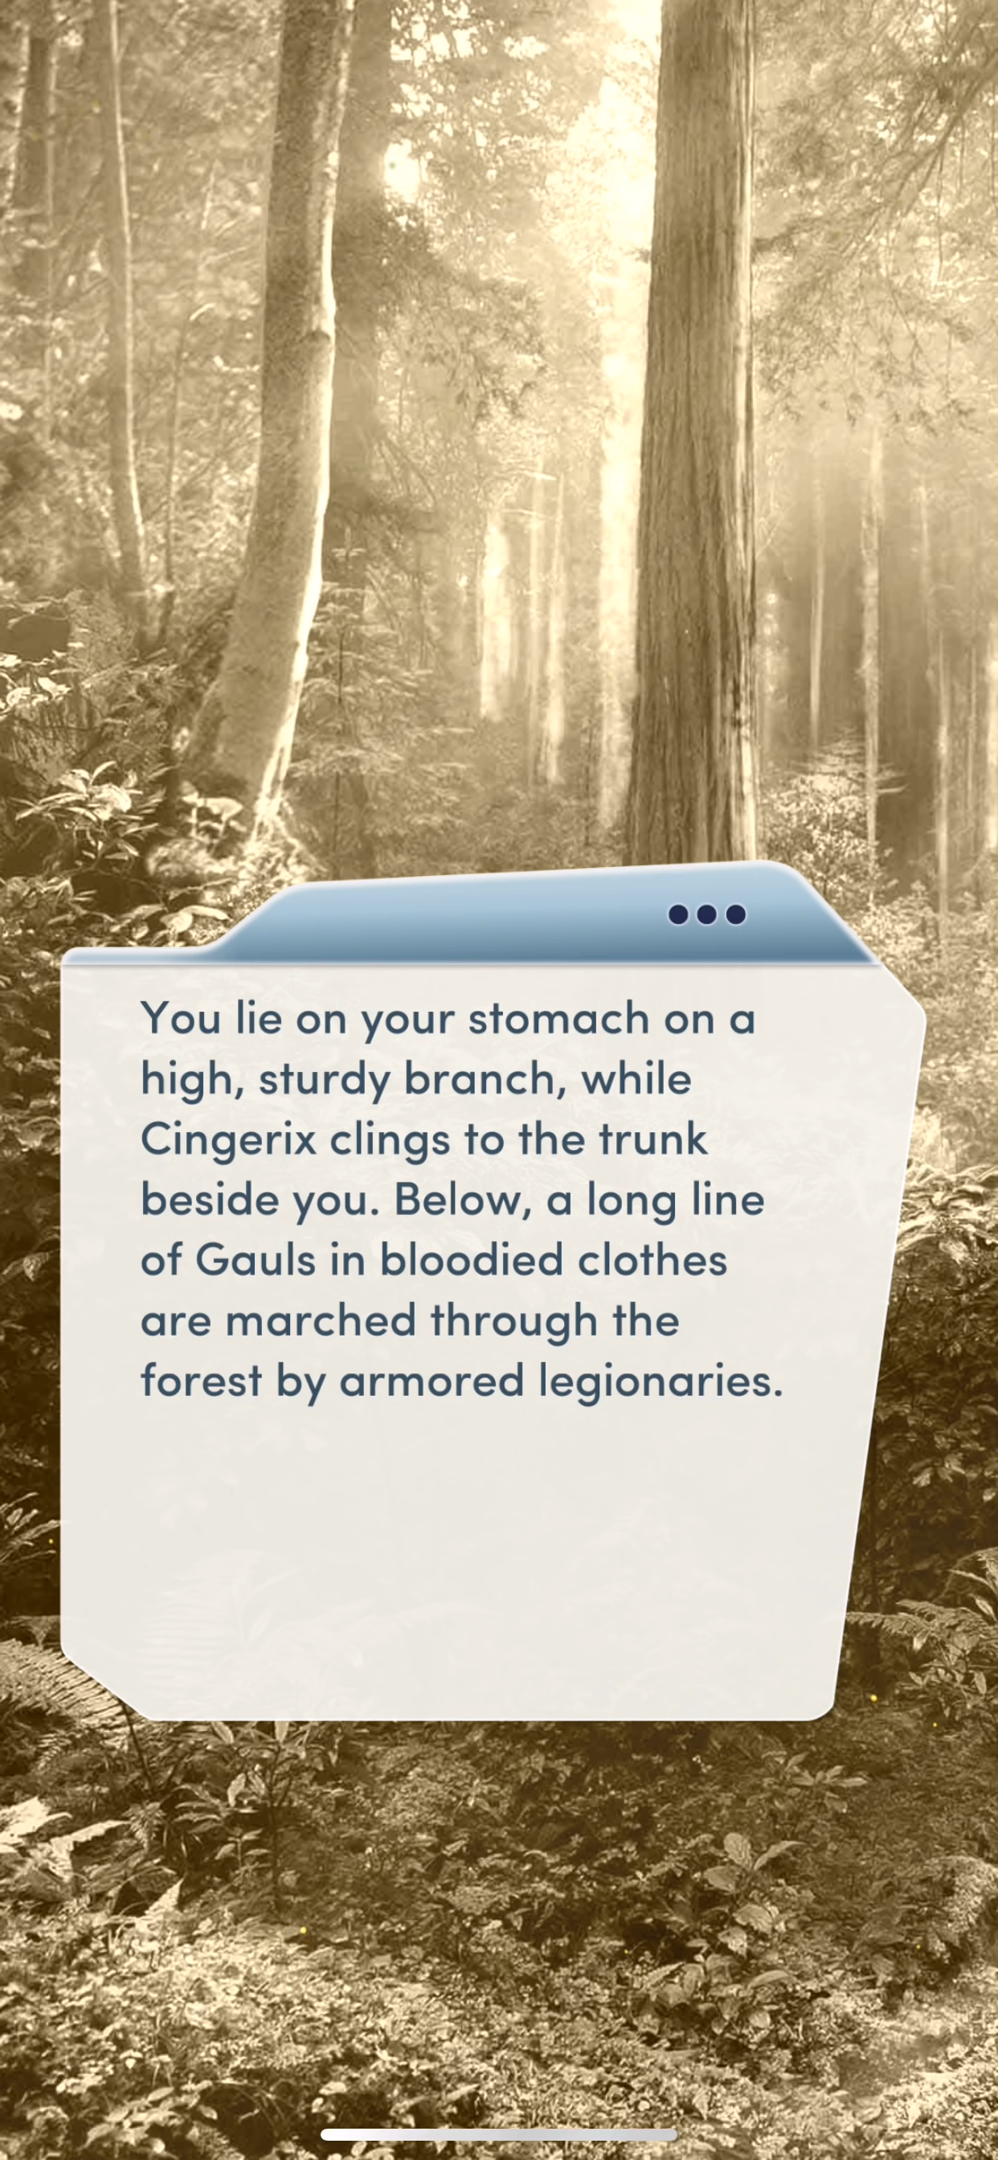 You lie on your stomach on a
high, sturdy branch, while
Cingerix clings to the trunk
beside you. Below, a long line
of Gauls in bloodied clothes
are marched through the
forest by armored legionaries.